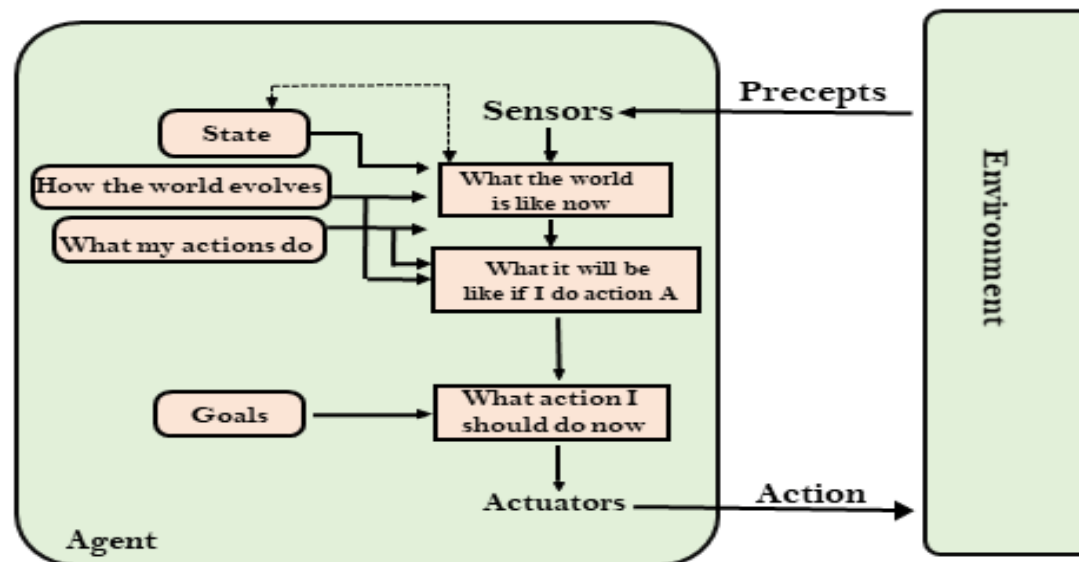 Precepts
Sensors
State
How the world evolves
What the world
is like now
What my actions do
What it will be
like if I do action A
Environment
Goals
What action I
should do now
Actuators
Action
Agent